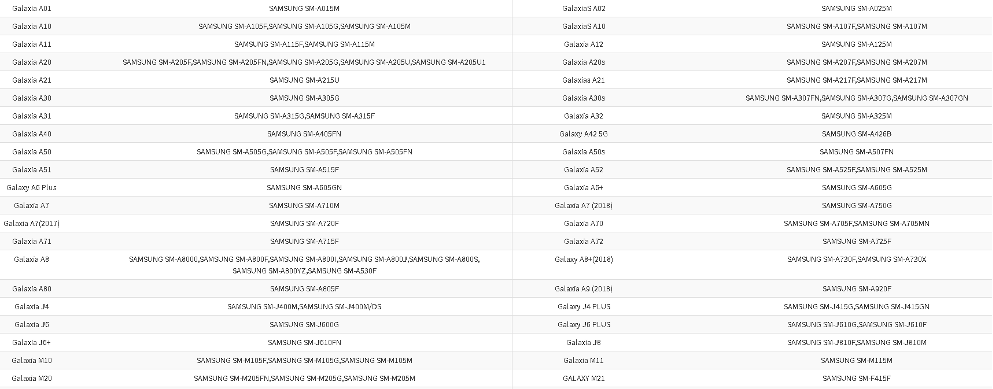 Galaxia A01 SAMSUNG SM-A015M GalaxiaS A02 SAMSUNG SM-A025M
Galaxia A10 SAMSUNG SM-A105F,SAMSUNG SM-A105G,SAMSUNG SM-A105M GalaxiaS A10 SAMSUNG SM-A107F,SAMSUNG SM-A107M
Galaxia A11 SAMSUNG SM-A115F,SAMSUNG SM-A115M Galaxia A12 SAMSUNG SM-A125M
Galaxia A20 SAMSUNG SM-A205F,SAMSUNG SM-A205FN,SAMSUNG SM-A205G,SAMSUNG SM-A205U,SAMSUNG SM-A205U1 Galaxia A20s SAMSUNG SM-A207F,SAMSUNG SM-A207M
Galaxia A21 SAMSUNG SM-A215U Galaxias A21 SAMSUNG SM-A217F,SAMSUNG SM-A217M
Galaxia A30 SAMSUNG SM-A305G Galaxia A30s SAMSUNG SM-A307FN,SAMSUNG SM-A307G,SAMSUNG SM-A307GN
Galaxia A31 SAMSUNG SM-A315G,SAMSUNG SM-A315F Galaxia A32 SAMSUNG SM-A325M
Galaxia A40 SAMSUNG SM-A405FN Galaxy A42 5G SAMSUNG SM-A426B
Galaxia A50 SAMSUNG SM-A505G,SAMSUNG SM-A505F,SAMSUNG SM-A505FN Galaxia A50s SAMSUNG SM-A507FN
Galaxia A51 SAMSUNG SM-A515F Galaxia A52 SAMSUNG SM-A525F,SAMSUNG SM-A525M
Galaxy A6 Plus SAMSUNG SM-A605GN Galaxia A6+ SAMSUNG SM-A605G
Galaxia A7 SAMSUNG SM-A710M Galaxia A7 (2018) SAMSUNG SM-A750G
Galaxia A7(2017) SAMSUNG SM-A720F Galaxia A70 SAMSUNG SM-A705F,SAMSUNG SM-A705MN
Galaxia A71 SAMSUNG SM-A715F Galaxia A72 SAMSUNG SM-A725F
Galaxia A8 SAMSUNG SM-A8000,SAMSUNG SM-A800F,SAMSUNG SM-A800I,SAMSUNG SM-A800J,SAMSUNG SM-A800S, Galaxy A8+(2018) SAMSUNG SM-A730F,SAMSUNG SM-A730X
SAMSUNG SM-A800YZ,SAMSUNG SM-A530F
Galaxia A80 SAMSUNG SM-A805F Galaxia A9 (2018) SAMSUNG SM-A920F
Galaxia J4 SAMSUNG SM-J400M,SAMSUNG SM-J400M/DS Galaxy J4 PLUS SAMSUNG SM-J415G,SAMSUNG SM-J415GN
Galaxia J6 SAMSUNG SM-J600G Galaxy J6 PLUS SAMSUNG SM-J610G,SAMSUNG SM-J610F
Galaxia J6+ SAMSUNG SM-J610FN Galaxia J8 SAMSUNG SM-J810F,SAMSUNG SM-J810M
Galaxia M10 SAMSUNG SM-M105F,SAMSUNG SM-M105G,SAMSUNG SM-M105M Galaxia M11 SAMSUNG SM-M115M
Galaxia M20 SAMSUNG SM-M205FN,SAMSUNG SM-M205G,SAMSUNG SM-M205M GALAXY M21 SAMSUNG SM-F415F